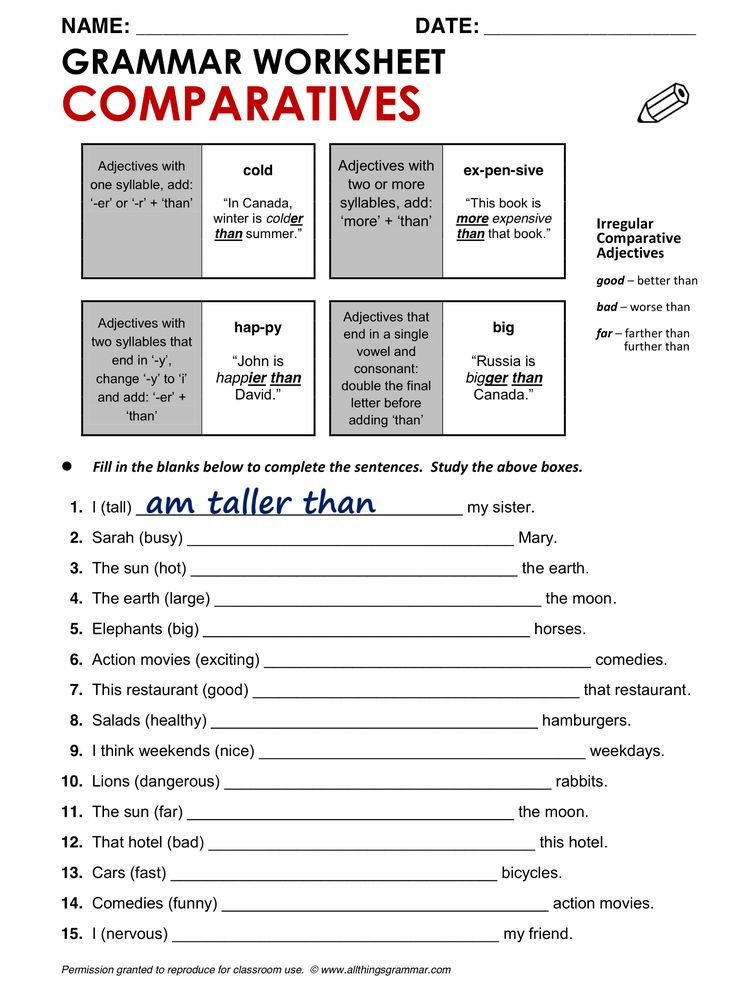 NAME: ____________________ DATE: ____________________
GRAMMAR WORKSHEET
COMPARATIVES
Adjectives with
one syllable, add:
‘-er’ or ‘-r’ + ‘than’
cold
“In Canada,
winter is colder
than summer.”
Adjectives with
two or more
syllables, add:
‘more’ + ‘than’
ex-pen-sive
“This book is
more expensive
than that book.”
Irregular
Comparative
Adjectives
good – better than
bad – worse than
far – farther than
further than
Adjectives with
two syllables that
end in ‘-y’,
change ‘-y’ to ‘i’
and add: ‘-er’ +
‘than’
hap-py
“John is
happier than
David.”
Adjectives that
end in a single
vowel and
consonant:
double the final
letter before
adding ‘than’
big
“Russia is
bigger than
Canada.”
● Fill in the blanks below to complete the sentences. Study the above boxes.
1. I (tall) am taller than my sister.
2. Sarah (busy) ____________________ Mary.
3. The sun (hot) ____________________ the earth.
4. The earth (large) ____________________ the moon.
5. Elephants (big) ____________________ horses.
6. Action movies (exciting) ____________________ comedies.
7. This restaurant (good) ____________________ that restaurant.
8. Salads (healthy) ____________________ hamburgers.
9. I think weekends (nice) ____________________ weekdays.
10. Lions (dangerous) ____________________ rabbits.
11. The sun (far) ____________________ the moon.
12. That hotel (bad) ____________________ this hotel.
13. Cars (fast) ____________________ bicycles.
14. Comedies (funny) ____________________ action movies.
15. I (nervous) ____________________ my friend.
Permission granted to reproduce for classroom use. © www.allthingsgrammar.com